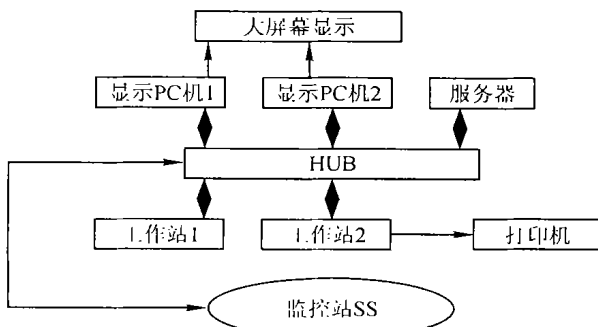 大屏幕显示
显示PC机1
显示PC机2
服务器
HUB
工作站1
工作站2
打印机
监控站SS